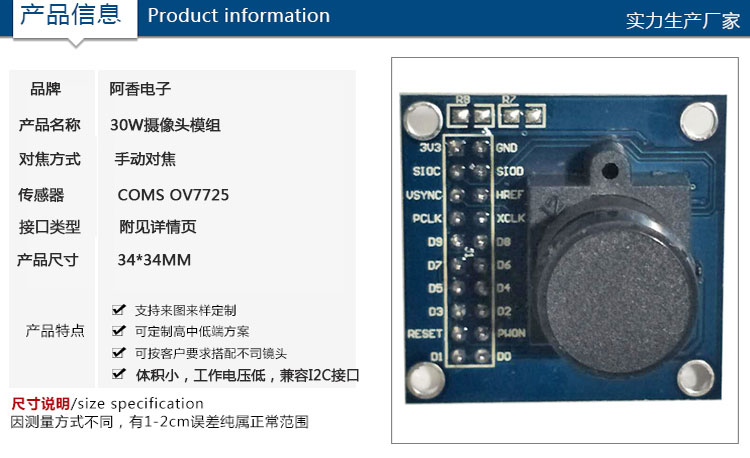 产品信息 Product information 实力生产厂家
品牌 阿香电子
产品名称 30W摄像头模组
对焦方式 手动对焦
传感器 COMS OV7725
接口类型 附见详情页
产品尺寸 34*34MM
产品特点
支持来图来样定制
可定制高中低端方案
可按客户要求搭配不同镜头
体积小，工作电压低，兼容I2C接口
尺寸说明/size specification
因测量方式不同，有1-2cm误差纯属正常范围
R8 R7
3V3 GND
SIOC SIOD
VSYNC HREF
PCLK XCLK
D9 D8
D7 D6
D5 D4
D3 D2
RESET PWON
D1 D0